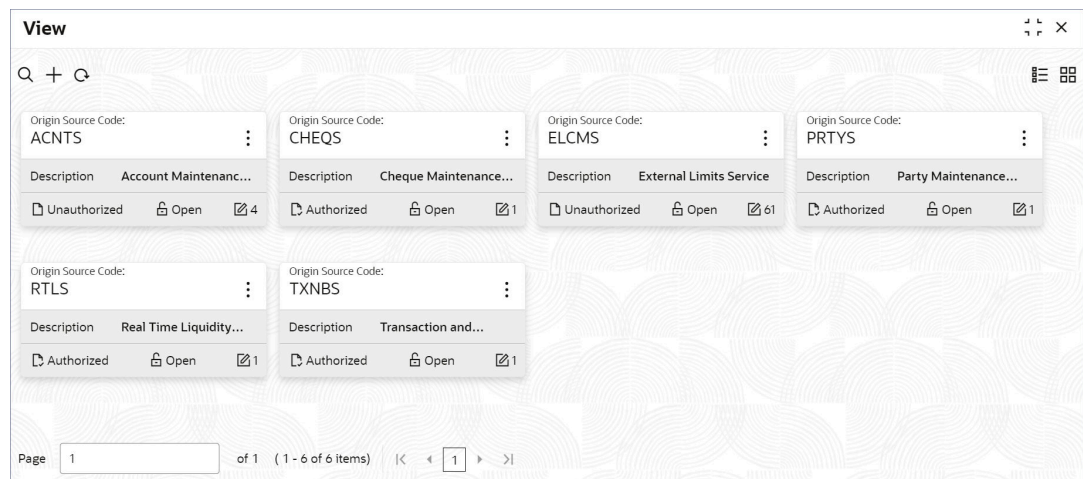 View
Origin Source Code:
ACNTS
Description Account Maintenanc...
Unauthorized Open 4
Origin Source Code:
CHEQS
Description Cheque Maintenance...
Authorized Open 1
Origin Source Code:
ELCMS
Description External Limits Service
Unauthorized Open 61
Origin Source Code:
PRTYS
Description Party Maintenance...
Authorized Open 1
Origin Source Code:
RTLS
Description Real Time Liquidity...
Authorized Open 1
Origin Source Code:
TXNBS
Description Transaction and...
Authorized Open 1
Page 1 of 1 (1 - 6 of 6 items) 1